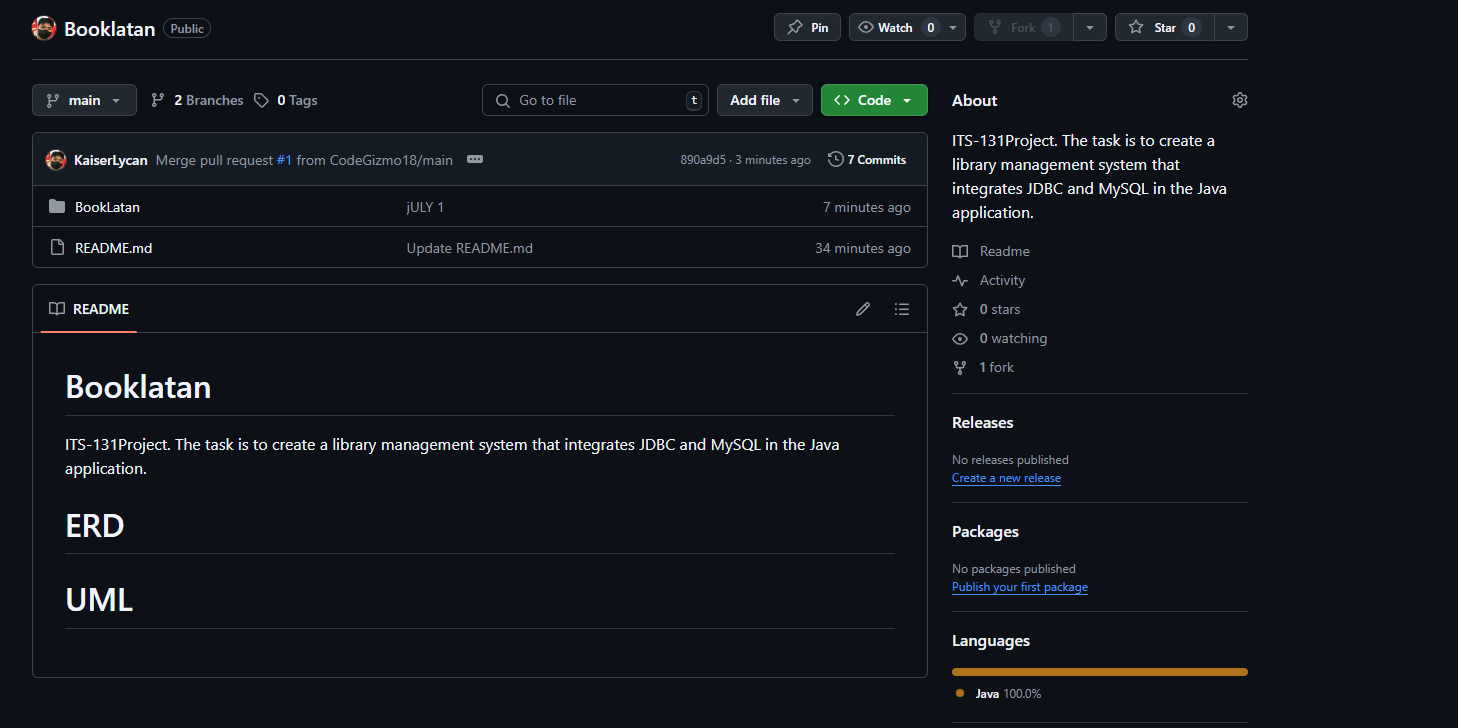 Booklatan Public Pin Watch 0 Fork 1 Star 0
main 2 Branches 0 Tags Go to file t Add file Code
KaiserLycan Merge pull request #1 from CodeGizmo18/main 890a9d5 · 3 minutes ago 7 Commits
BookLatan jULY 1 7 minutes ago
README.md Update README.md 34 minutes ago
README
Booklatan
ITS-131Project. The task is to create a library management system that integrates JDBC and MySQL in the Java
application.
ERD
UML
About
ITS-131Project. The task is to create a
library management system that
integrates JDBC and MySQL in the Java
application.
Readme
Activity
0 stars
0 watching
1 fork
Releases
No releases published
Create a new release
Packages
No packages published
Publish your first package
Languages
Java 100.0%